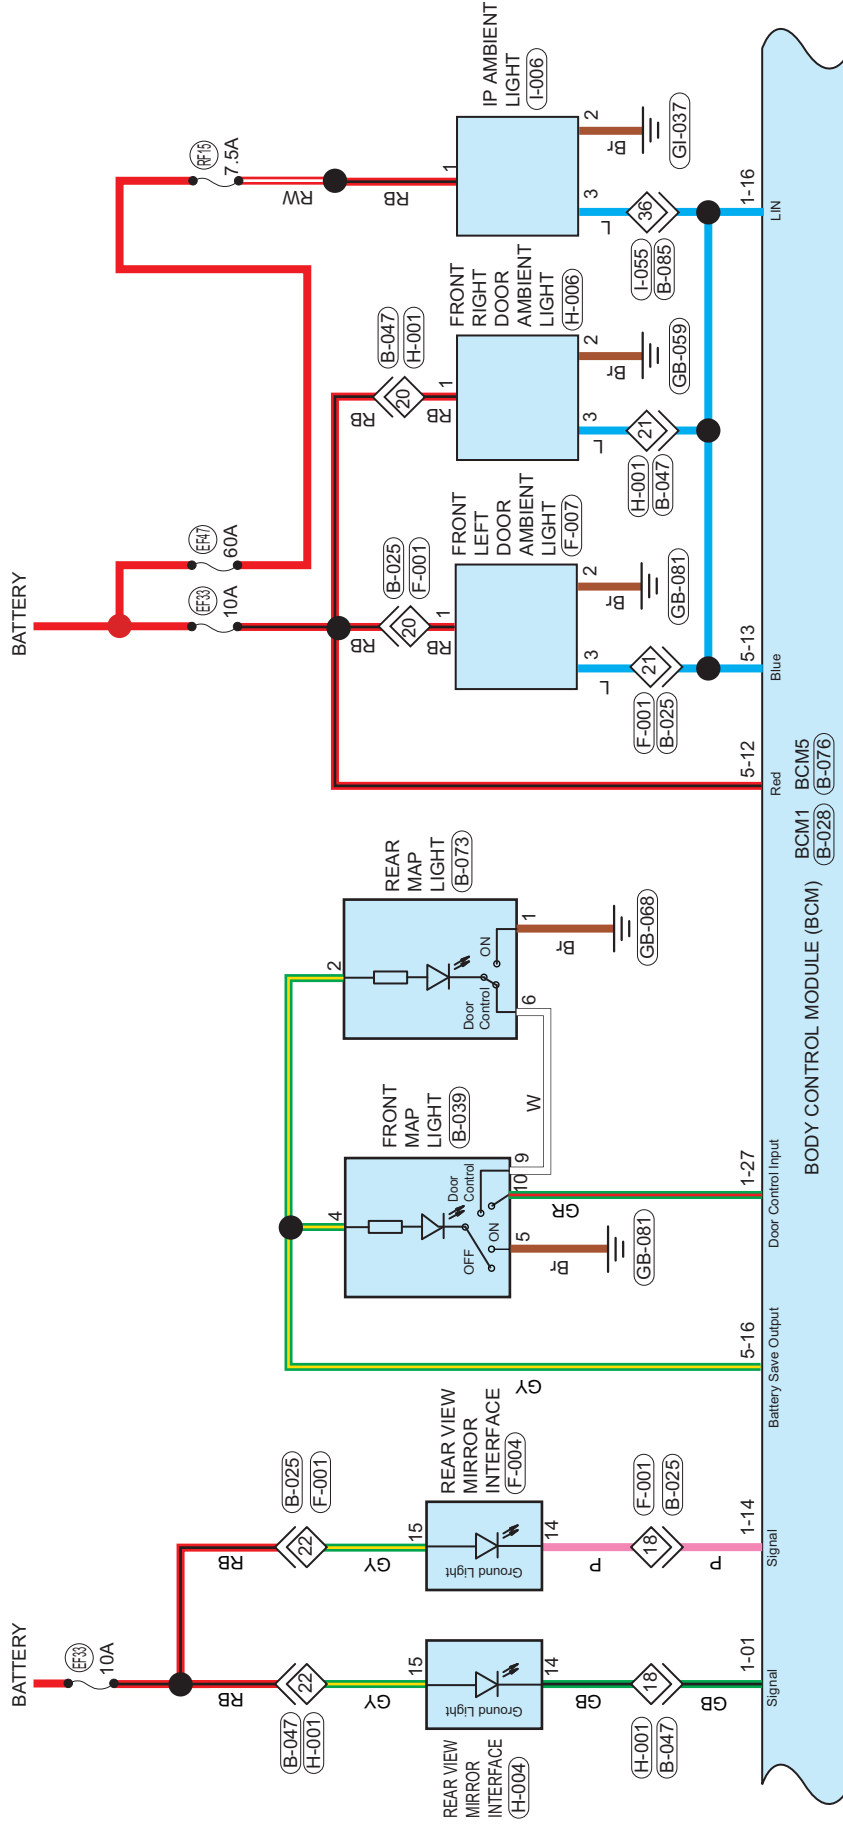 BATTERY
EF33
10A
RB
RB
B-047
H-001
22
B-025
F-001
22
GY
GY
15
15
REAR VIEW
MIRROR
INTERFACE
H-004
Ground Light
REAR VIEW
MIRROR
INTERFACE
F-004
Ground Light
14
14
GB
P
H-001
B-047
18
F-001
B-025
18
GB
P
1-01
Signal
1-14
Signal
GY
5-16
Battery Save Output
FRONT
MAP
LIGHT
B-039
4
OFF
ON
Door
Control
5
10
9
Br
GB-081
GR
1-27
Door Control Input
W
REAR
MAP
LIGHT
B-073
2
Door
Control
ON
6
1
Br
GB-068
BATTERY
EF33
10A
EF47
60A
RF15
7.5A
RW
RB
RB
RB
B-025
F-001
20
RB
1
FRONT
LEFT
DOOR
AMBIENT
LIGHT
F-007
3
2
L
Br
GB-081
F-001
B-025
21
RB
B-047
H-001
20
RB
1
FRONT
RIGHT
DOOR
AMBIENT
LIGHT
H-006
3
2
L
Br
GB-059
H-001
B-047
21
1
IP AMBIENT
LIGHT
I-006
3
2
L
Br
GI-037
I-055
B-085
36
5-12
Red
5-13
Blue
1-16
LIN
BODY CONTROL MODULE (BCM)
BCM1
B-028
BCM5
B-076